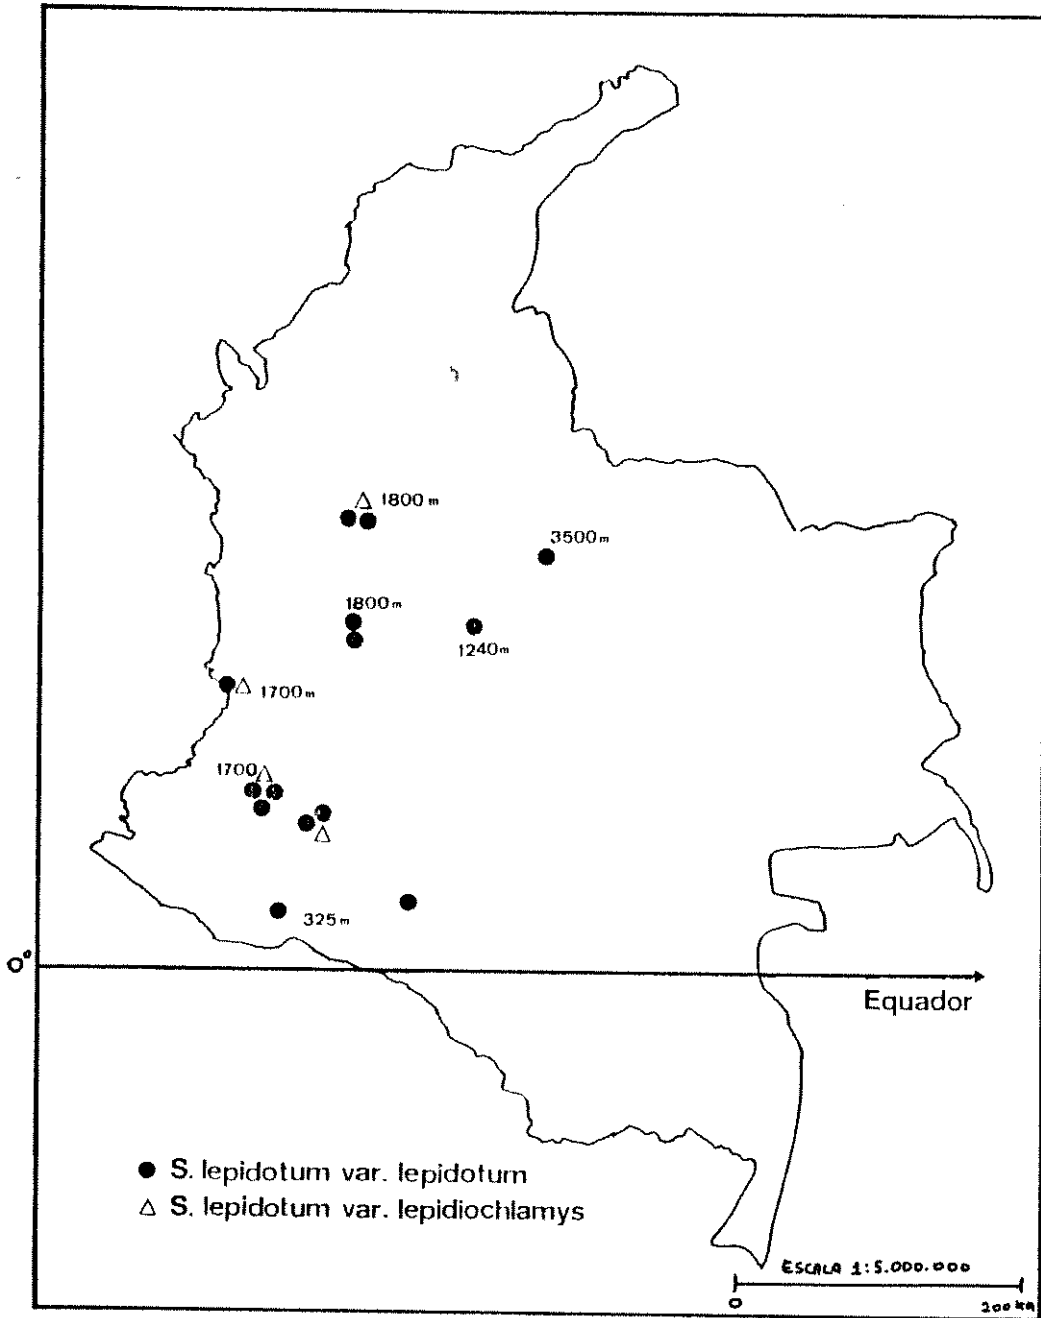 1800 m
3500 m
1800 m
1240 m
1700 m
1700
325 m
0°
Equador
S. lepidotum var. lepidotum
S. lepidotum var. lepidiochlamys
ESCALA 1:5.000.000
0 200 km